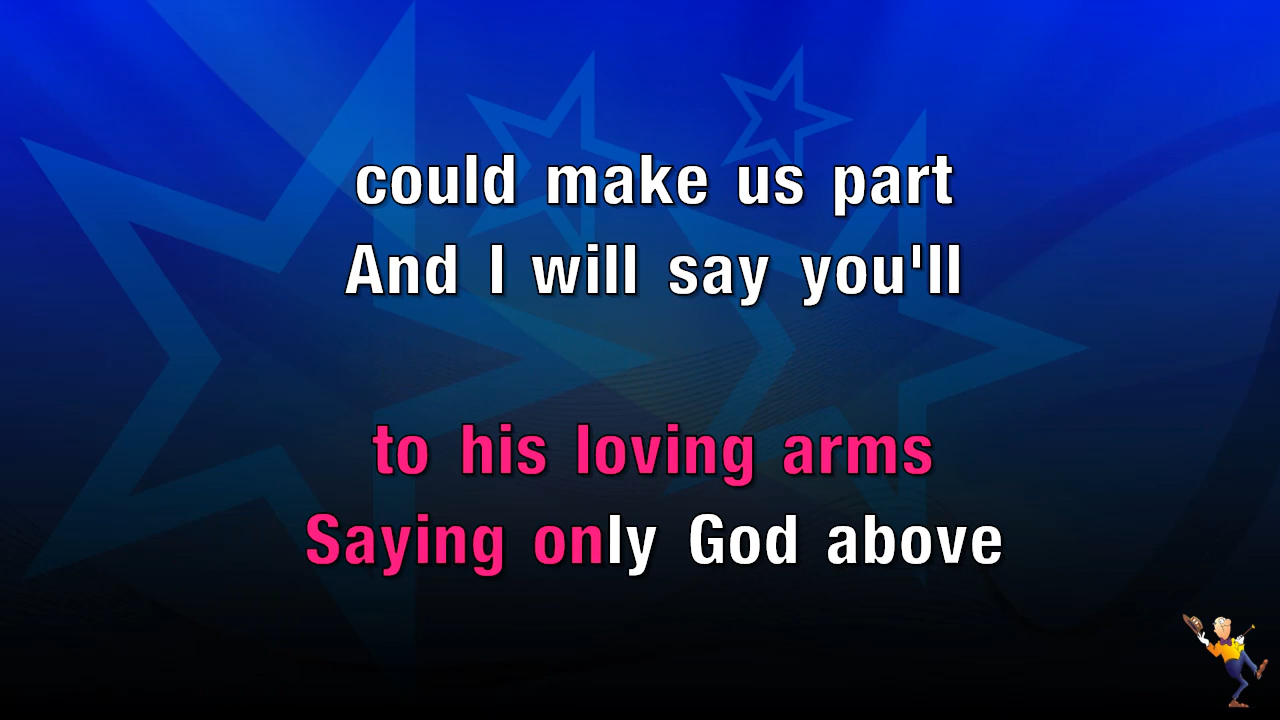 could make us part
And I will say you'll
to his loving arms
Saying only God above